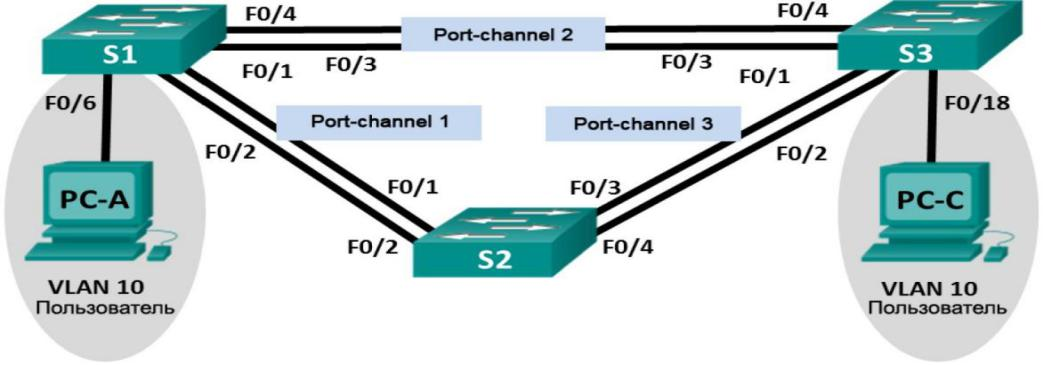 F0/4
F0/4
Port-channel 2
S1
S3
F0/1
F0/3
F0/3
F0/1
F0/6
F0/18
Port-channel 1
Port-channel 3
F0/2
F0/2
PC-A
F0/1
F0/3
PC-C
F0/2
S2
F0/4
VLAN 10
Пользователь
VLAN 10
Пользователь